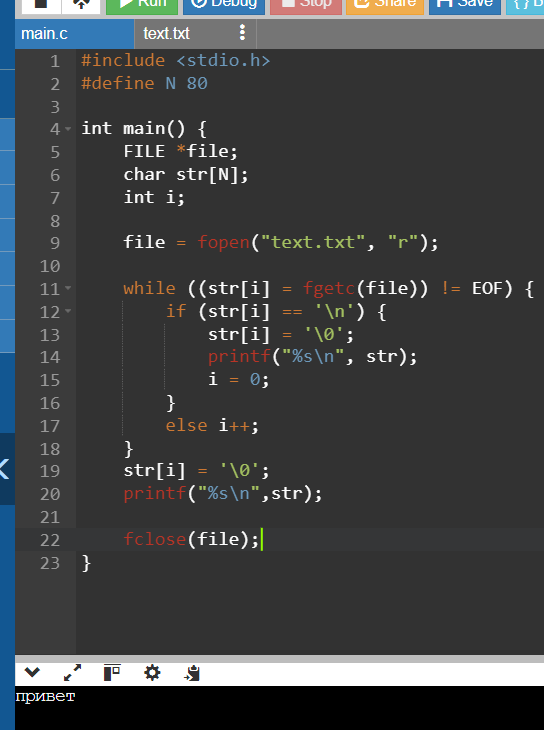 Run Debug Stop Share Save { } B
main.c text.txt
1 #include <stdio.h>
2 #define N 80
3
4 int main() {
5     FILE *file;
6     char str[N];
7     int i;
8
9     file = fopen("text.txt", "r");
10
11     while ((str[i] = fgetc(file)) != EOF) {
12         if (str[i] == '\n') {
13             str[i] = '\0';
14             printf("%s\n", str);
15             i = 0;
16         }
17         else i++;
18     }
19     str[i] = '\0';
20     printf("%s\n",str);
21
22     fclose(file);
23 }
привет